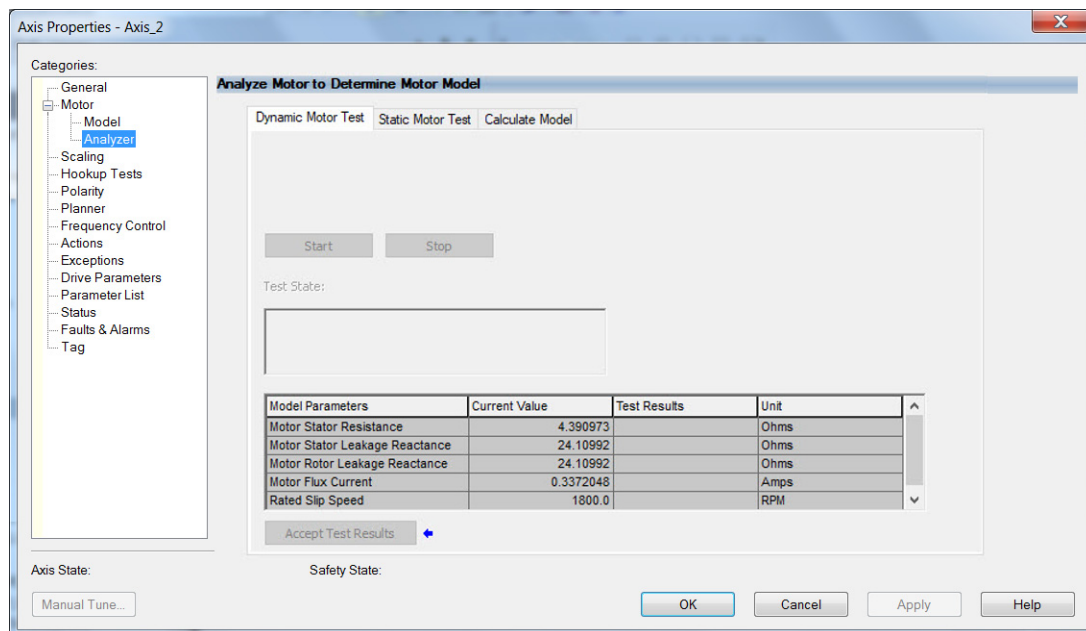 Axis Properties - Axis_2
Categories:
General
Motor
Model
Analyzer
Scaling
Hookup Tests
Polarity
Planner
Frequency Control
Actions
Exceptions
Drive Parameters
Parameter List
Status
Faults & Alarms
Tag
Analyze Motor to Determine Motor Model
Dynamic Motor Test Static Motor Test Calculate Model
Start Stop
Test State:
Model Parameters Current Value Test Results Unit
Motor Stator Resistance 4.390973 Ohms
Motor Stator Leakage Reactance 24.10992 Ohms
Motor Rotor Leakage Reactance 24.10992 Ohms
Motor Flux Current 0.3372048 Amps
Rated Slip Speed 1800.0 RPM
Accept Test Results
Axis State: Safety State:
Manual Tune... OK Cancel Apply Help